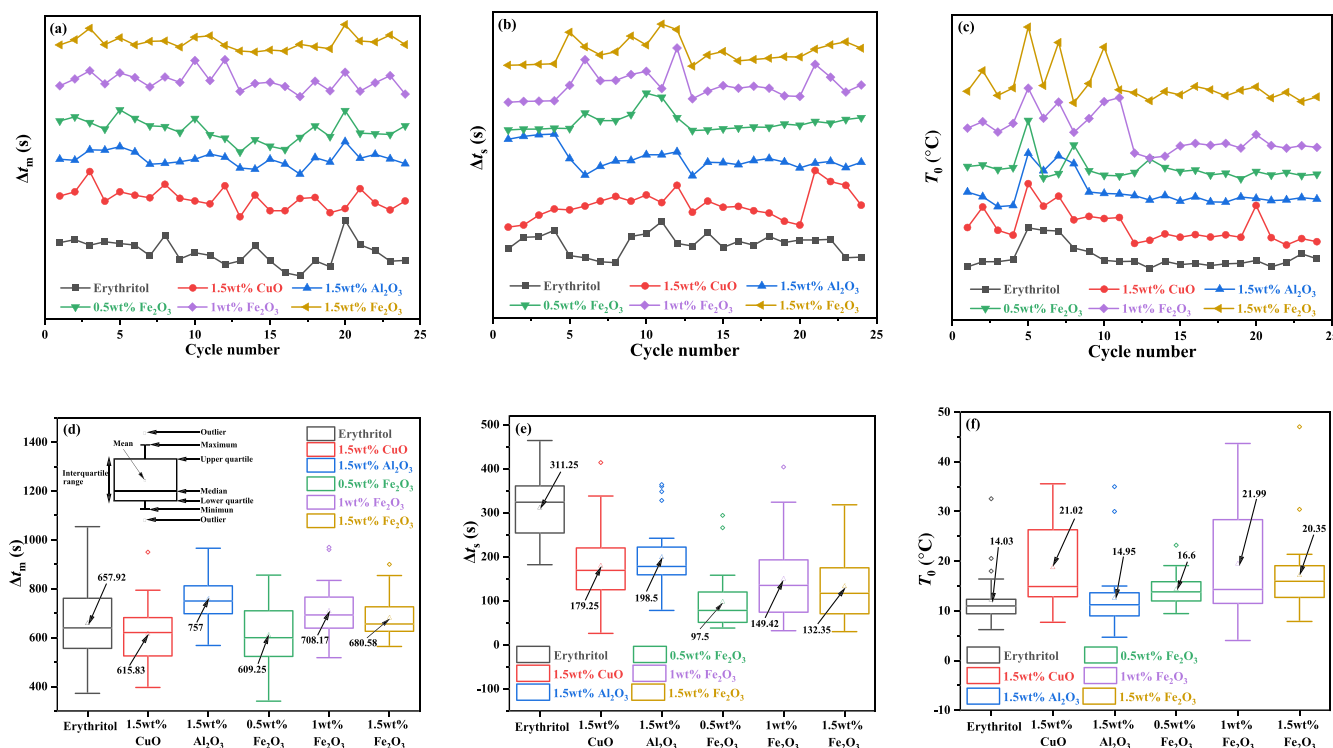 (a)
Δtm (s)
Erythritol
1.5wt% CuO
1.5wt% Al2O3
0.5wt% Fe2O3
1wt% Fe2O3
1.5wt% Fe2O3
0 5 10 15 20 25
Cycle number
(b)
Δts (s)
Erythritol
1.5wt% CuO
1.5wt% Al2O3
0.5wt% Fe2O3
1wt% Fe2O3
1.5wt% Fe2O3
0 5 10 15 20 25
Cycle number
(c)
T0 (°C)
Erythritol
1.5wt% CuO
1.5wt% Al2O3
0.5wt% Fe2O3
1wt% Fe2O3
1.5wt% Fe2O3
0 5 10 15 20 25
Cycle number
(d)
Δtm (s)
1400
1200
1000
800
600
400
Mean
Outlier
Maximum
Upper quartile
Interquartile
range
Median
Lower quartile
Minimun
Outlier
Erythritol
1.5wt% CuO
1.5wt% Al2O3
0.5wt% Fe2O3
1wt% Fe2O3
1.5wt% Fe2O3
657.92
615.83
757
609.25
708.17
680.58
Erythritol 1.5wt% 1.5wt% 0.5wt% 1wt% 1.5wt%
CuO Al2O3 Fe2O3 Fe2O3 Fe2O3
(e)
Δts (s)
500
400
300
200
100
0
-100
311.25
179.25
198.5
97.5
149.42
132.35
Erythritol
0.5wt% Fe2O3
1.5wt% CuO
1wt% Fe2O3
1.5wt% Al2O3
1.5wt% Fe2O3
Erythritol 1.5wt% 1.5wt% 0.5wt% 1wt% 1.5wt%
CuO Al2O3 Fe2O3 Fe2O3 Fe2O3
(f)
T0 (°C)
50
40
30
20
10
0
-10
14.03
21.02
14.95
16.6
21.99
20.35
Erythritol
0.5wt% Fe2O3
1.5wt% CuO
1wt% Fe2O3
1.5wt% Al2O3
1.5wt% Fe2O3
Erythritol 1.5wt% 1.5wt% 0.5wt% 1wt% 1.5wt%
CuO Al2O3 Fe2O3 Fe2O3 Fe2O3